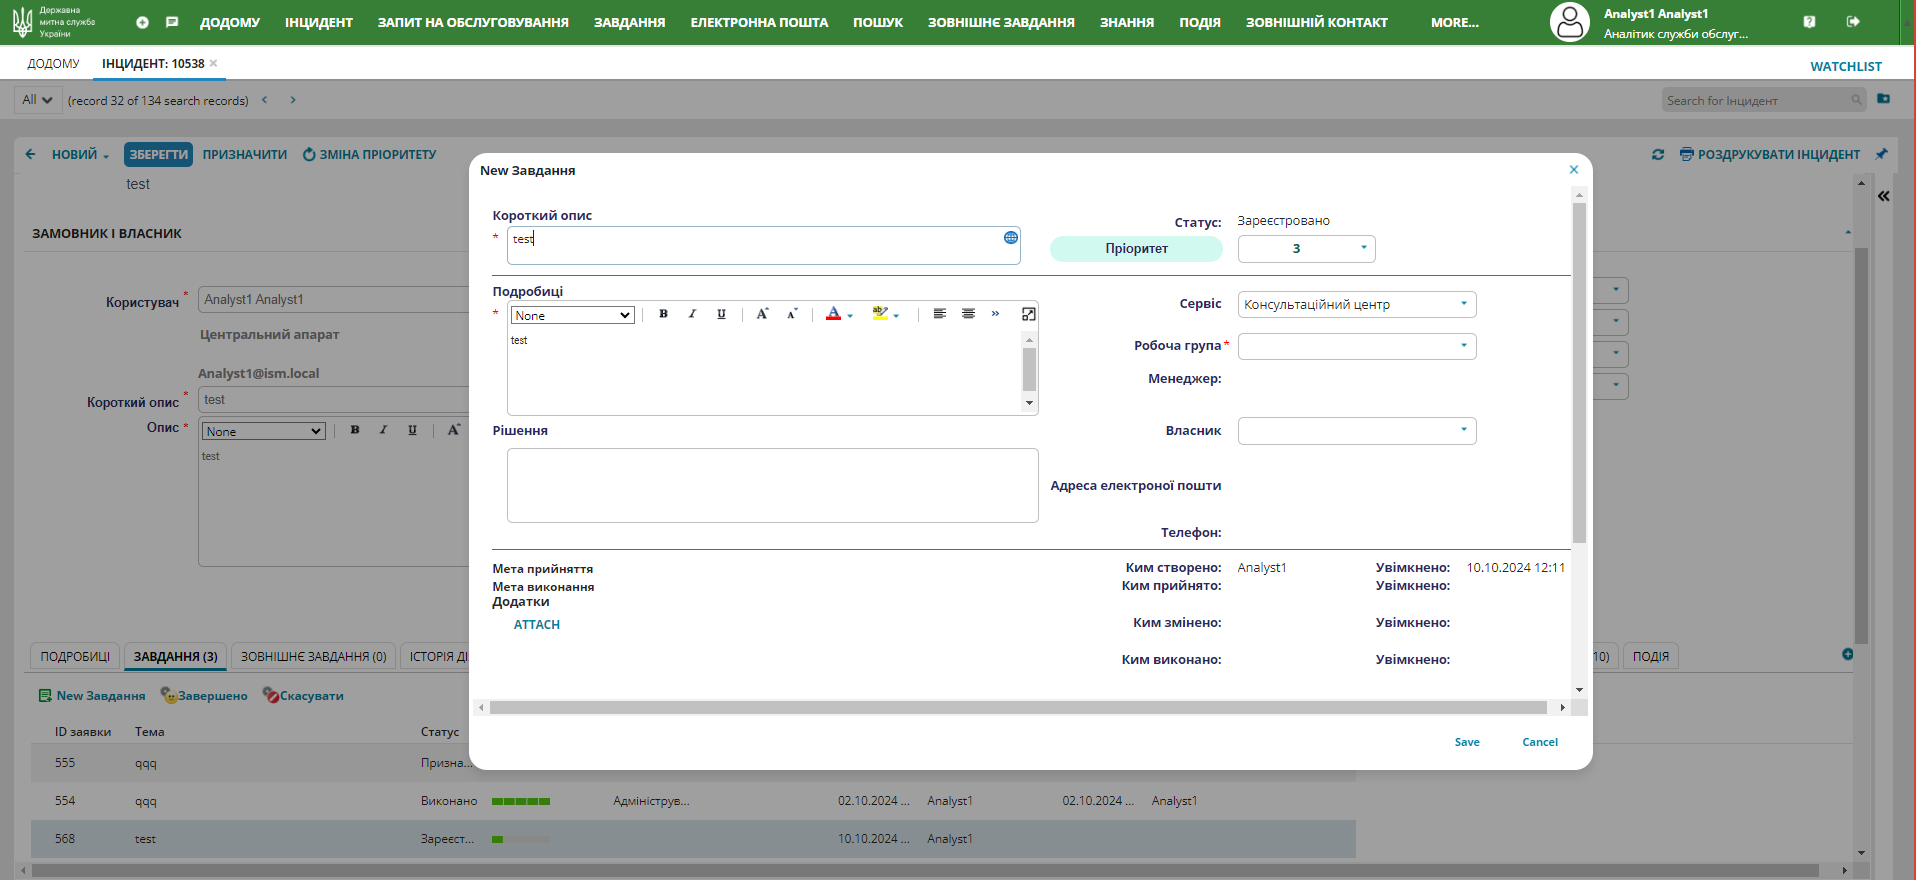 Державна
митна служба
України
ДОДОМУ
ІНЦИДЕНТ
ЗАПИТ НА ОБСЛУГОВУВАННЯ
ЗАВДАННЯ
ЕЛЕКТРОННА ПОШТА
ПОШУК
ЗОВНІШНЄ ЗАВДАННЯ
ЗНАННЯ
ПОДІЯ
ЗОВНІШНІЙ КОНТАКТ
MORE...
Analyst1 Analyst1
Аналітик служби обслуг...
ДОДОМУ
ІНЦИДЕНТ: 10538
WATCHLIST
All
(record 32 of 134 search records)
Search for Інцидент
НОВИЙ
ЗБЕРЕГТИ
ПРИЗНАЧИТИ
ЗМІНА ПРІОРИТЕТУ
РОЗДРУКУВАТИ ІНЦИДЕНТ
test
ЗАМОВНИК І ВЛАСНИК
Користувач *
Analyst1 Analyst1
Центральний апарат
Analyst1@ism.local
Короткий опис *
test
Опис *
None
B I U A
test
New Завдання
Короткий опис
* test
Статус: Зареєстровано
Пріоритет 3
Подробиці
* None
B I U A A A ab »
test
Сервіс Консультаційний центр
Робоча група *
Менеджер:
Рішення
Власник
Адреса електроної пошти
Телефон:
Мета прийняття
Мета виконання
Додатки
ATTACH
Ким створено: Analyst1 Увімкнено: 10.10.2024 12:11
Ким прийнято: Увімкнено:
Ким змінено: Увімкнено:
Ким виконано: Увімкнено:
Save
Cancel
ПОДРОБИЦІ
ЗАВДАННЯ (3)
ЗОВНІШНЄ ЗАВДАННЯ (0)
ІСТОРІЯ ДІ
10)
ПОДІЯ
New Завдання
Завершено
Скасувати
ID заявки Тема Статус
555 qqq Призна...
554 qqq Виконано Адмініструв... 02.10.2024 ... Analyst1 02.10.2024 ... Analyst1
568 test Зареєст... 10.10.2024 ... Analyst1